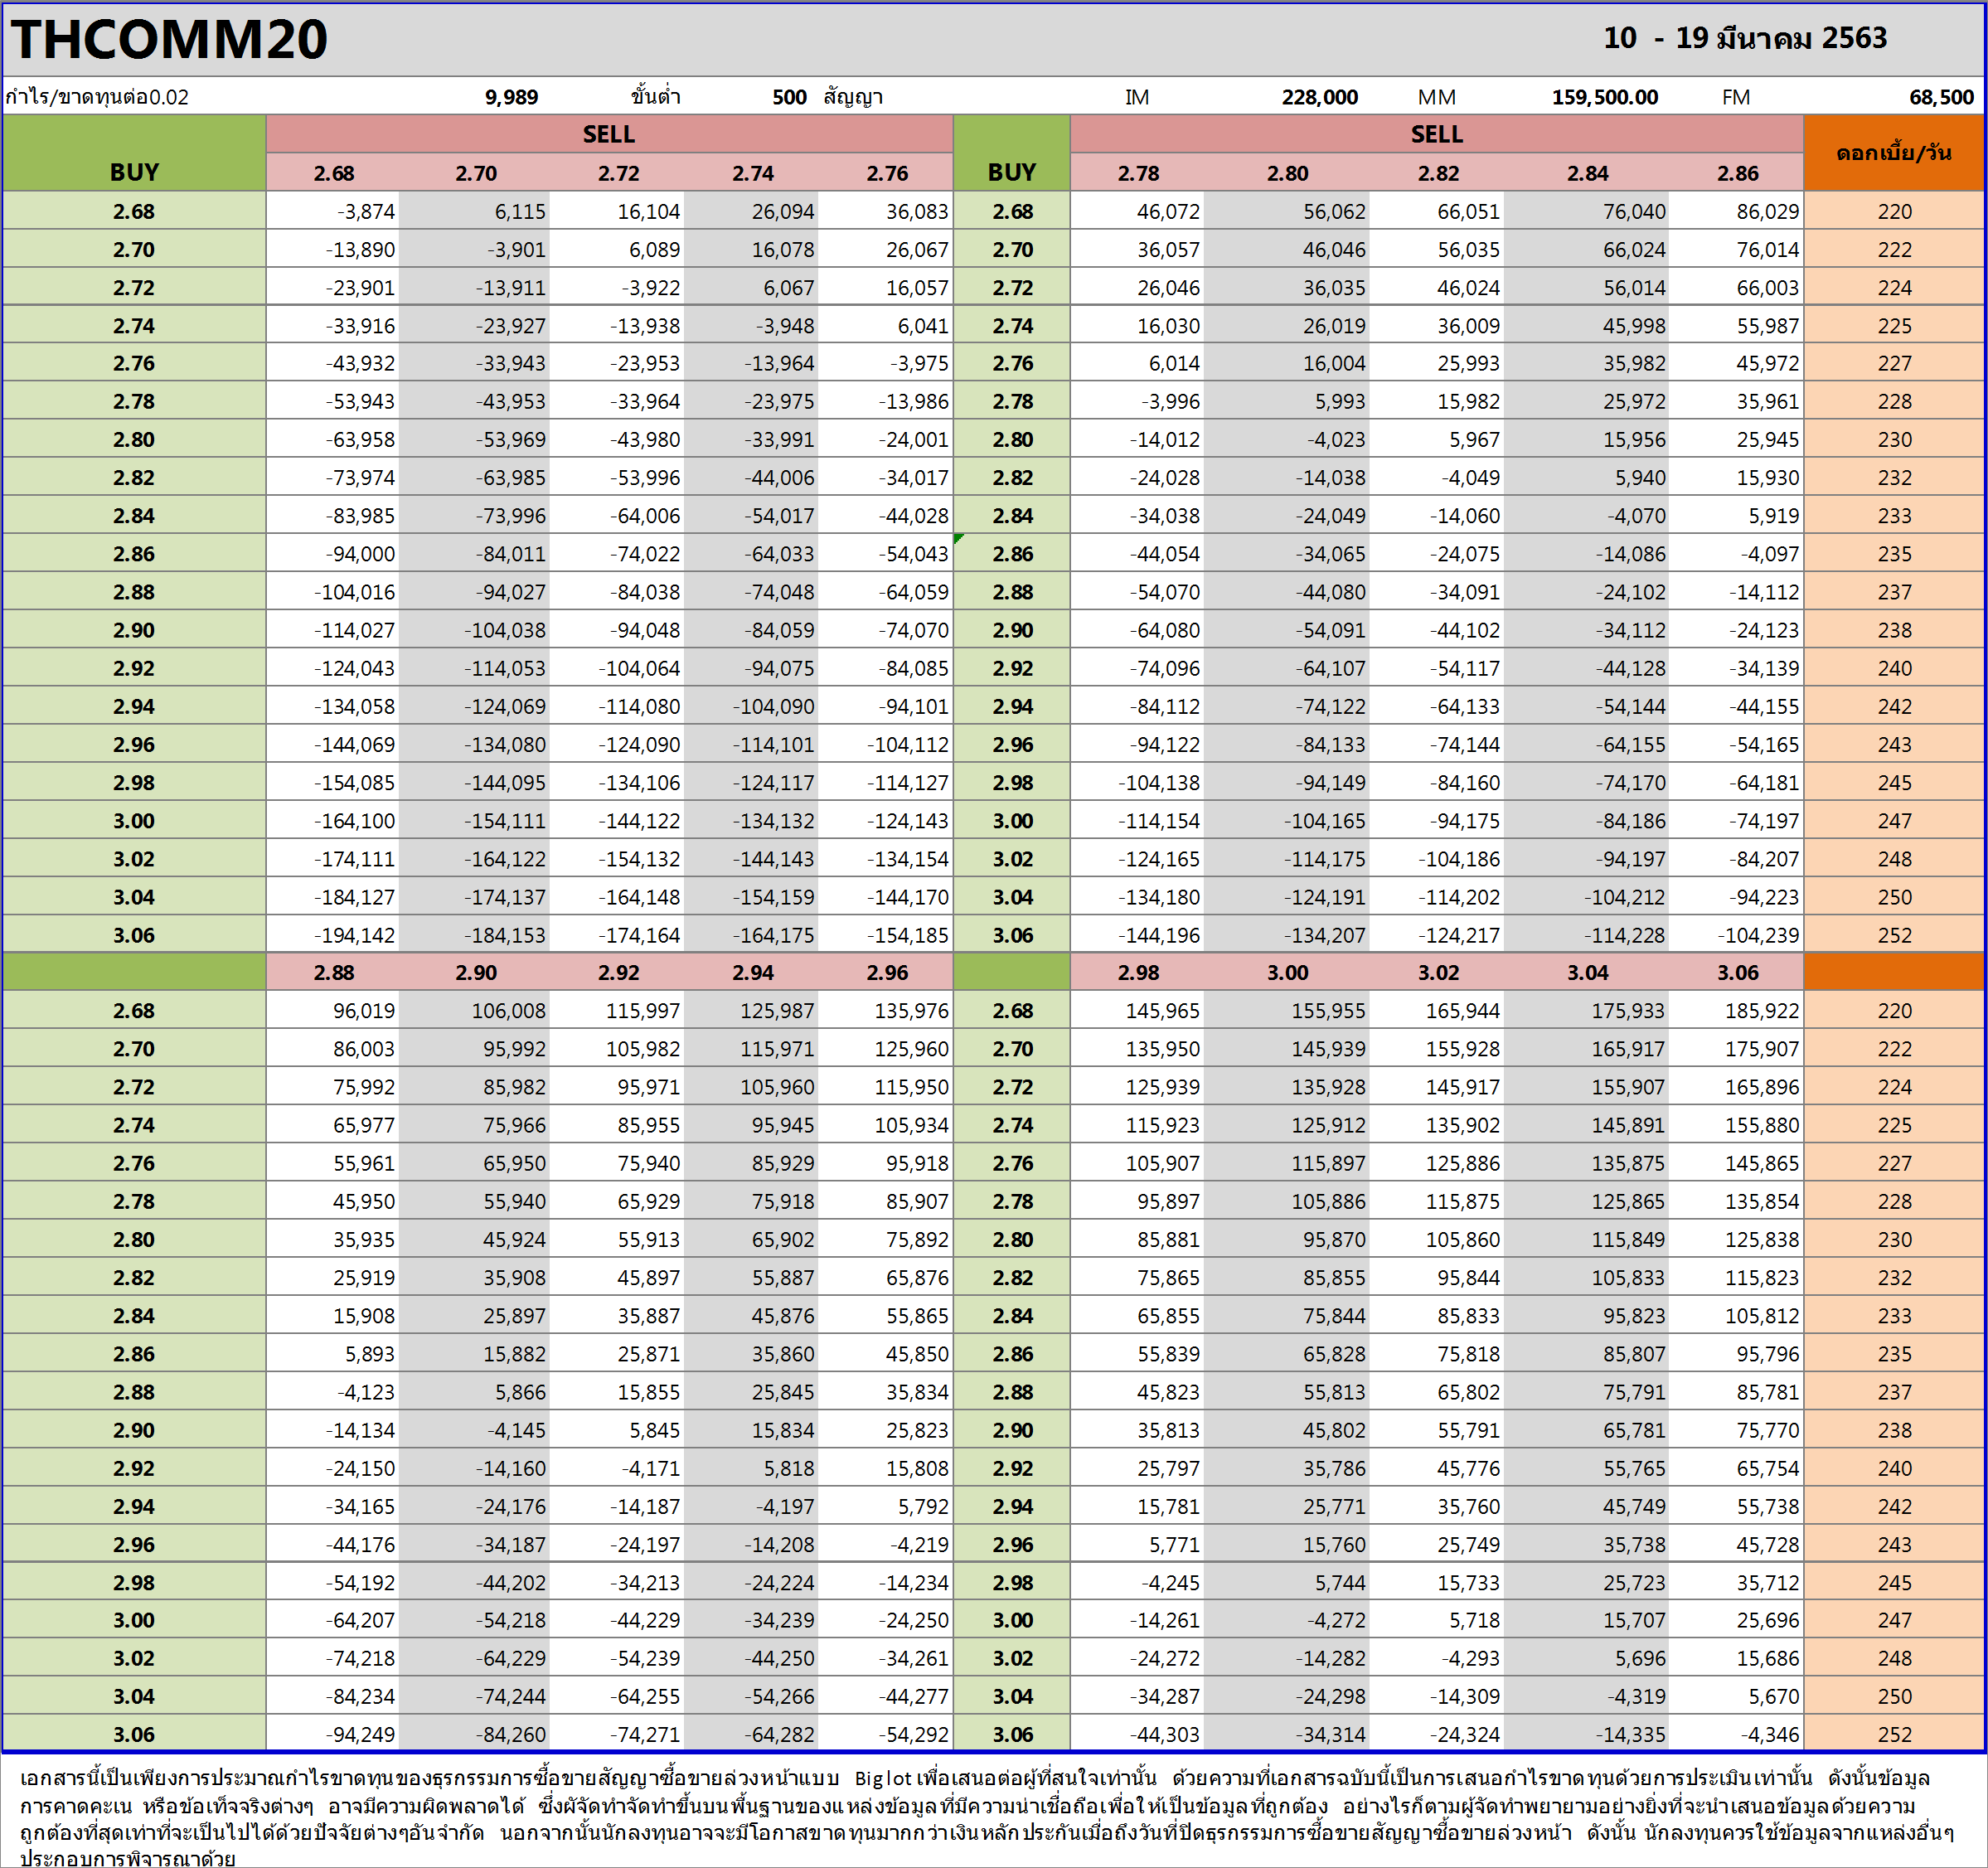 THCOMM20 10 - 19 มีนาคม 2563
กำไร/ขาดทุนต่อ0.02 9,989 ขั้นต่ำ 500 สัญญา IM 228,000 MM 159,500.00 FM 68,500
SELL SELL ดอกเบี้ย/วัน
BUY 2.68 2.70 2.72 2.74 2.76 BUY 2.78 2.80 2.82 2.84 2.86
2.68 -3,874 6,115 16,104 26,094 36,083 2.68 46,072 56,062 66,051 76,040 86,029 220
2.70 -13,890 -3,901 6,089 16,078 26,067 2.70 36,057 46,046 56,035 66,024 76,014 222
2.72 -23,901 -13,911 -3,922 6,067 16,057 2.72 26,046 36,035 46,024 56,014 66,003 224
2.74 -33,916 -23,927 -13,938 -3,948 6,041 2.74 16,030 26,019 36,009 45,998 55,987 225
2.76 -43,932 -33,943 -23,953 -13,964 -3,975 2.76 6,014 16,004 25,993 35,982 45,972 227
2.78 -53,943 -43,953 -33,964 -23,975 -13,986 2.78 -3,996 5,993 15,982 25,972 35,961 228
2.80 -63,958 -53,969 -43,980 -33,991 -24,001 2.80 -14,012 -4,023 5,967 15,956 25,945 230
2.82 -73,974 -63,985 -53,996 -44,006 -34,017 2.82 -24,028 -14,038 -4,049 5,940 15,930 232
2.84 -83,985 -73,996 -64,006 -54,017 -44,028 2.84 -34,038 -24,049 -14,060 -4,070 5,919 233
2.86 -94,000 -84,011 -74,022 -64,033 -54,043 2.86 -44,054 -34,065 -24,075 -14,086 -4,097 235
2.88 -104,016 -94,027 -84,038 -74,048 -64,059 2.88 -54,070 -44,080 -34,091 -24,102 -14,112 237
2.90 -114,027 -104,038 -94,048 -84,059 -74,070 2.90 -64,080 -54,091 -44,102 -34,112 -24,123 238
2.92 -124,043 -114,053 -104,064 -94,075 -84,085 2.92 -74,096 -64,107 -54,117 -44,128 -34,139 240
2.94 -134,058 -124,069 -114,080 -104,090 -94,101 2.94 -84,112 -74,122 -64,133 -54,144 -44,155 242
2.96 -144,069 -134,080 -124,090 -114,101 -104,112 2.96 -94,122 -84,133 -74,144 -64,155 -54,165 243
2.98 -154,085 -144,095 -134,106 -124,117 -114,127 2.98 -104,138 -94,149 -84,160 -74,170 -64,181 245
3.00 -164,100 -154,111 -144,122 -134,132 -124,143 3.00 -114,154 -104,165 -94,175 -84,186 -74,197 247
3.02 -174,111 -164,122 -154,132 -144,143 -134,154 3.02 -124,165 -114,175 -104,186 -94,197 -84,207 248
3.04 -184,127 -174,137 -164,148 -154,159 -144,170 3.04 -134,180 -124,191 -114,202 -104,212 -94,223 250
3.06 -194,142 -184,153 -174,164 -164,175 -154,185 3.06 -144,196 -134,207 -124,217 -114,228 -104,239 252
2.88 2.90 2.92 2.94 2.96 2.98 3.00 3.02 3.04 3.06
2.68 96,019 106,008 115,997 125,987 135,976 2.68 145,965 155,955 165,944 175,933 185,922 220
2.70 86,003 95,992 105,982 115,971 125,960 2.70 135,950 145,939 155,928 165,917 175,907 222
2.72 75,992 85,982 95,971 105,960 115,950 2.72 125,939 135,928 145,917 155,907 165,896 224
2.74 65,977 75,966 85,955 95,945 105,934 2.74 115,923 125,912 135,902 145,891 155,880 225
2.76 55,961 65,950 75,940 85,929 95,918 2.76 105,907 115,897 125,886 135,875 145,865 227
2.78 45,950 55,940 65,929 75,918 85,907 2.78 95,897 105,886 115,875 125,865 135,854 228
2.80 35,935 45,924 55,913 65,902 75,892 2.80 85,881 95,870 105,860 115,849 125,838 230
2.82 25,919 35,908 45,897 55,887 65,876 2.82 75,865 85,855 95,844 105,833 115,823 232
2.84 15,908 25,897 35,887 45,876 55,865 2.84 65,855 75,844 85,833 95,823 105,812 233
2.86 5,893 15,882 25,871 35,860 45,850 2.86 55,839 65,828 75,818 85,807 95,796 235
2.88 -4,123 5,866 15,855 25,845 35,834 2.88 45,823 55,813 65,802 75,791 85,781 237
2.90 -14,134 -4,145 5,845 15,834 25,823 2.90 35,813 45,802 55,791 65,781 75,770 238
2.92 -24,150 -14,160 -4,171 5,818 15,808 2.92 25,797 35,786 45,776 55,765 65,754 240
2.94 -34,165 -24,176 -14,187 -4,197 5,792 2.94 15,781 25,771 35,760 45,749 55,738 242
2.96 -44,176 -34,187 -24,197 -14,208 -4,219 2.96 5,771 15,760 25,749 35,738 45,728 243
2.98 -54,192 -44,202 -34,213 -24,224 -14,234 2.98 -4,245 5,744 15,733 25,723 35,712 245
3.00 -64,207 -54,218 -44,229 -34,239 -24,250 3.00 -14,261 -4,272 5,718 15,707 25,696 247
3.02 -74,218 -64,229 -54,239 -44,250 -34,261 3.02 -24,272 -14,282 -4,293 5,696 15,686 248
3.04 -84,234 -74,244 -64,255 -54,266 -44,277 3.04 -34,287 -24,298 -14,309 -4,319 5,670 250
3.06 -94,249 -84,260 -74,271 -64,282 -54,292 3.06 -44,303 -34,314 -24,324 -14,335 -4,346 252
เอกสารนี้เป็นเพียงการประมาณกำไรขาดทุนของธุรกรรมการซื้อขายสัญญาซื้อขายล่วงหน้าแบบ Big lot เพื่อเสนอต่อผู้ที่สนใจเท่านั้น ด้วยความที่เอกสารฉบับนี้เป็นการเสนอกำไรขาดทุนด้วยการประเมินเท่านั้น ดังนั้นข้อมูล
การคาดคะเน หรือข้อเท็จจริงต่างๆ อาจมีความผิดพลาดได้ ซึ่งผัจัดทำจัดทำขึ้นบนพื้นฐานของแหล่งข้อมูลที่มีความน่าเชื่อถือเพื่อให้เป็นข้อมูลที่ถูกต้อง อย่างไรก็ตามผู้จัดทำพยายามอย่างยิ่งที่จะนำเสนอข้อมูลด้วยความ
ถูกต้องที่สุดเท่าที่จะเป็นไปได้ด้วยปัจจัยต่างๆอันจำกัด นอกจากนั้นนักลงทุนอาจจะมีโอกาสขาดทุนมากกว่าเงินหลักประกันเมื่อถึงวันที่ปิดธุรกรรมการซื้อขายสัญญาซื้อขายล่วงหน้า ดังนั้น นักลงทุนควรใช้ข้อมูลจากแหล่งอื่นๆ
ประกอบการพิจารณาด้วย